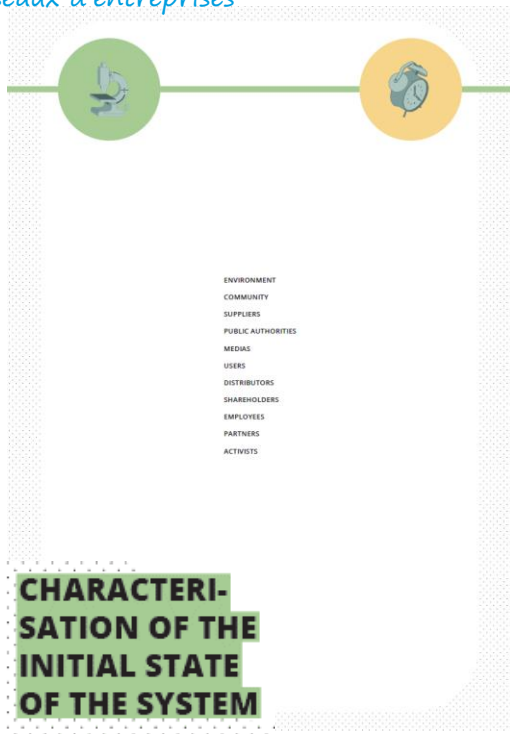 d'entreprises
ENVIRONMENT
COMMUNITY
SUPPLIERS
PUBLIC AUTHORITIES
MEDIAS
USERS
DISTRIBUTORS
SHAREHOLDERS
EMPLOYEES
PARTNERS
ACTIVISTS
CHARACTERI-
SATION OF THE
INITIAL STATE
OF THE SYSTEM